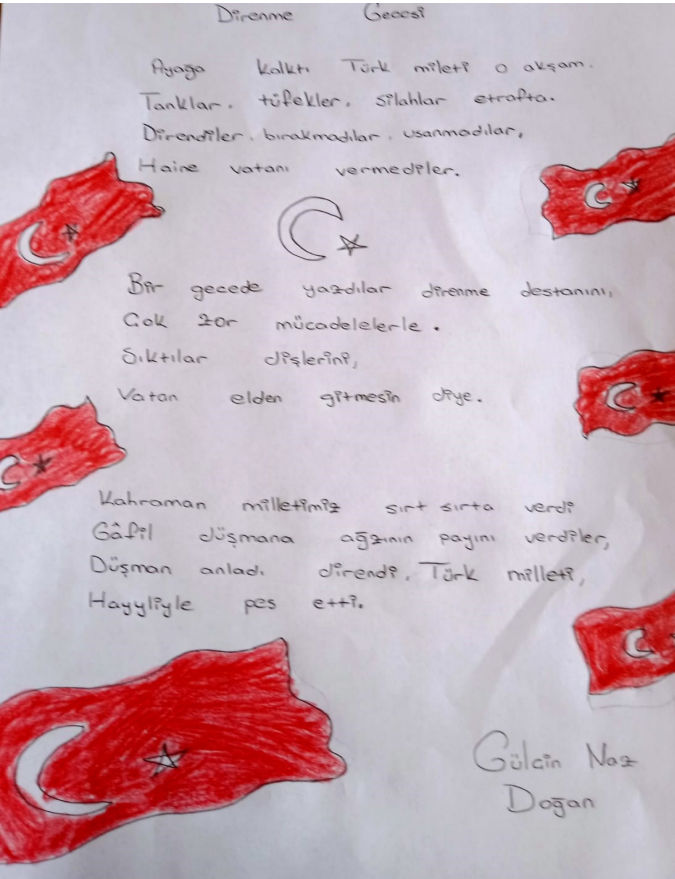 Direnme Gecesi
Ayağa kalktı Türk mileti o akşam.
Tanklar, tüfekler, silahlar etrafta.
Direndiler, bırakmadılar, usanmadılar,
Haine vatanı vermediler.
Bir gecede yazdılar direnme destanını,
Çok zor mücadelelerle.
Sıktılar dişlerini,
Vatan elden gitmesin diye.
Kahraman milletimiz sırt sırta verdi
Gâfil düşmana ağzının payını verdiler,
Düşman anladı, direndi, Türk milleti,
Hayyliyle pes etti.
Gülcin Naz
Doğan